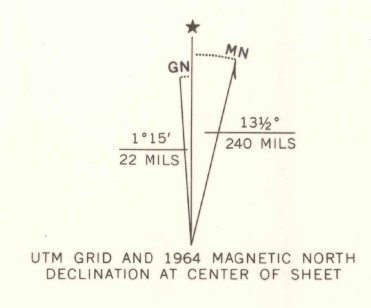 ★
MN
GN
1°15′
22 MILS
13½°
240 MILS
UTM GRID AND 1964 MAGNETIC NORTH
DECLINATION AT CENTER OF SHEET